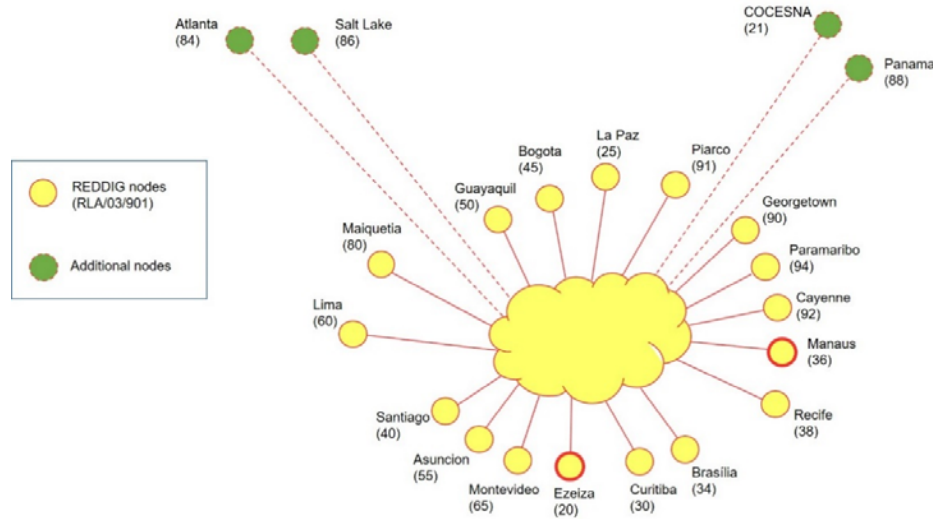 Atlanta
(84)
Salt Lake
(86)
COCESNA
(21)
Panama
(88)
La Paz
(25)
Bogota
(45)
Piarco
(91)
Guayaquil
(50)
REDDIG nodes
(RLA/03/901)
Georgetown
(90)
Maiquetia
(80)
Paramaribo
(94)
Additional nodes
Lima
(60)
Cayenne
(92)
Manaus
(36)
Santiago
(40)
Recife
(38)
Asuncion
(55)
Montevideo
(65)
Ezeiza
(20)
Curitiba
(30)
Brasília
(34)